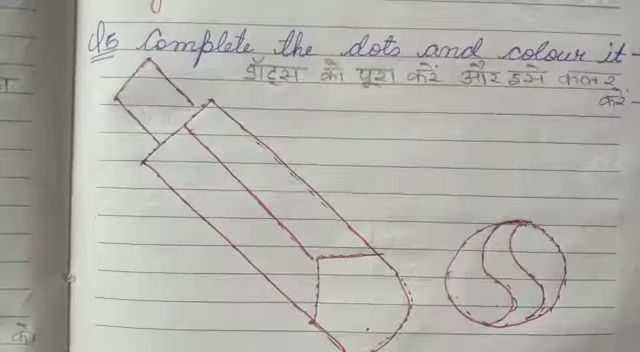 Q5 Complete the dots and colour it-
डॉट्स को पूरा करें और इसे कलर
करें-